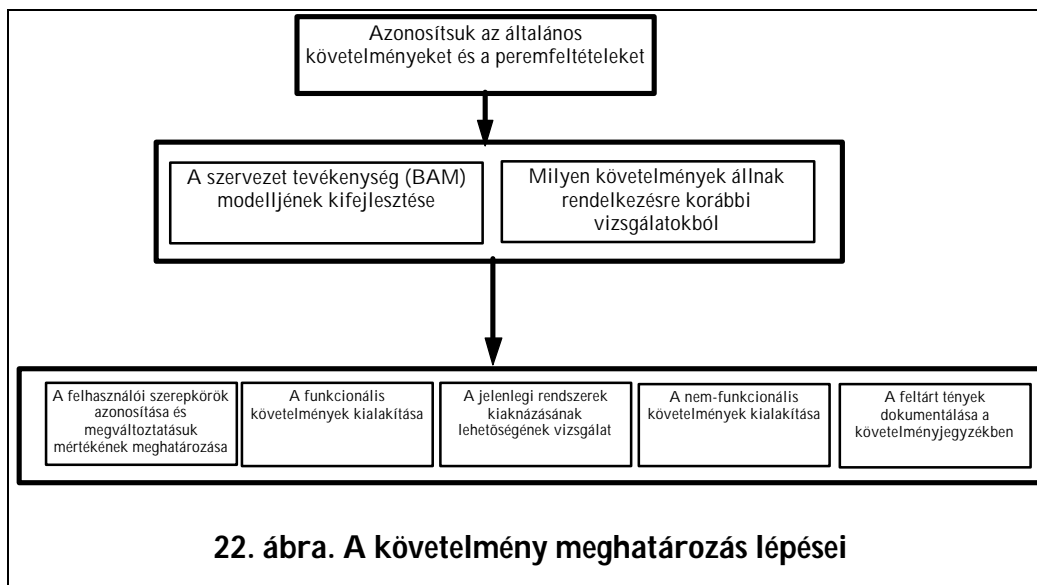 Azonosítsuk az általános
követelményeket és a peremfeltételeket
A szervezet tevékenység (BAM)
modelljének kifejlesztése
Milyen követelmények állnak
rendelkezésre korábbi
vizsgálatokból
A felhasználói szerepkörök
azonosítása és
megváltoztatásuk
mértékének meghatározása
A funkcionális
követelmények kialakítása
A jelenlegi rendszerek
kiaknázásának
lehetőségének vizsgálat
A nem-funkcionális
követelmények kialakítása
A feltárt tények
dokumentálása a
követelményjegyzékben
22. ábra. A követelmény meghatározás lépései